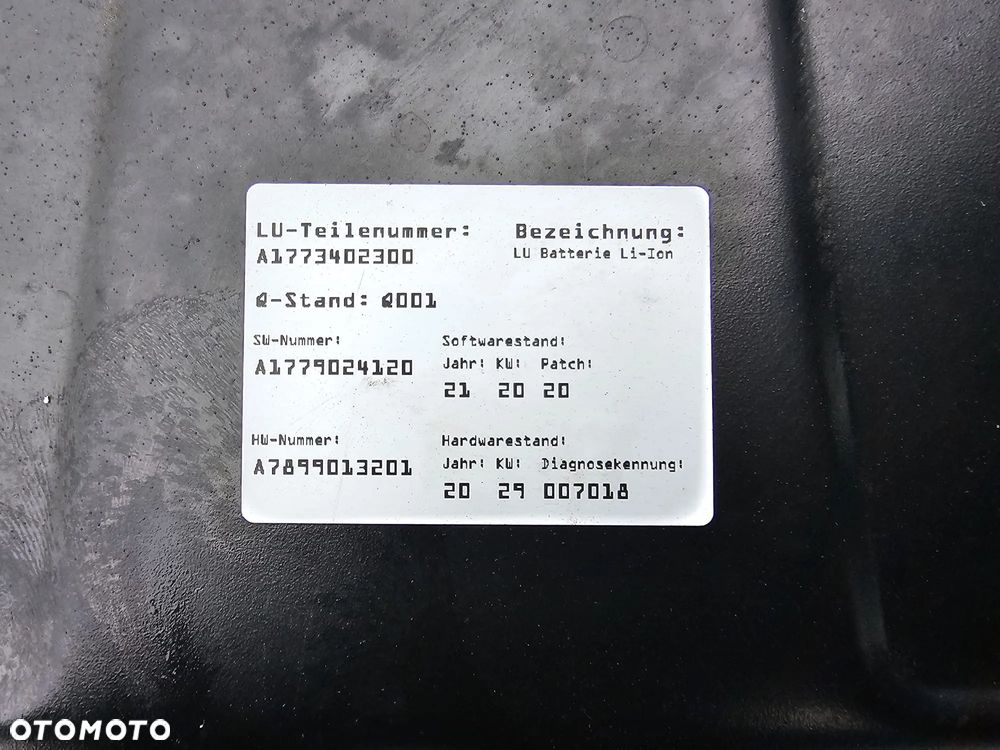 LU-Teilenummer: Bezeichnung:
A1773402300 LU Batterie Li-Ion
Q-Stand: Q001
SW-Nummer: Softwarestand:
Jahr: KW: Patch:
A1779024120
21 20 20
HW-Nummer: Hardwarestand:
A7899013201 Jahr: KW: Diagnosekennung:
20 29 007018
OTOMOTO